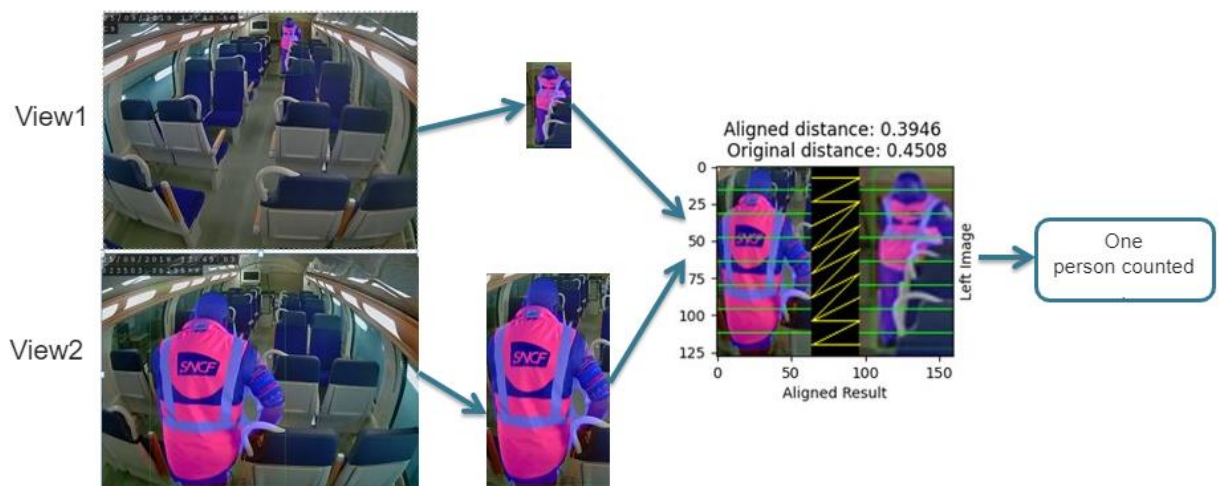 View1
View2
SNCF
Aligned distance: 0.3946
Original distance: 0.4508
0
25
50
75
100
125
SNCF
0
50
100
150
Left Image
Aligned Result
SNCF
One
person counted
.